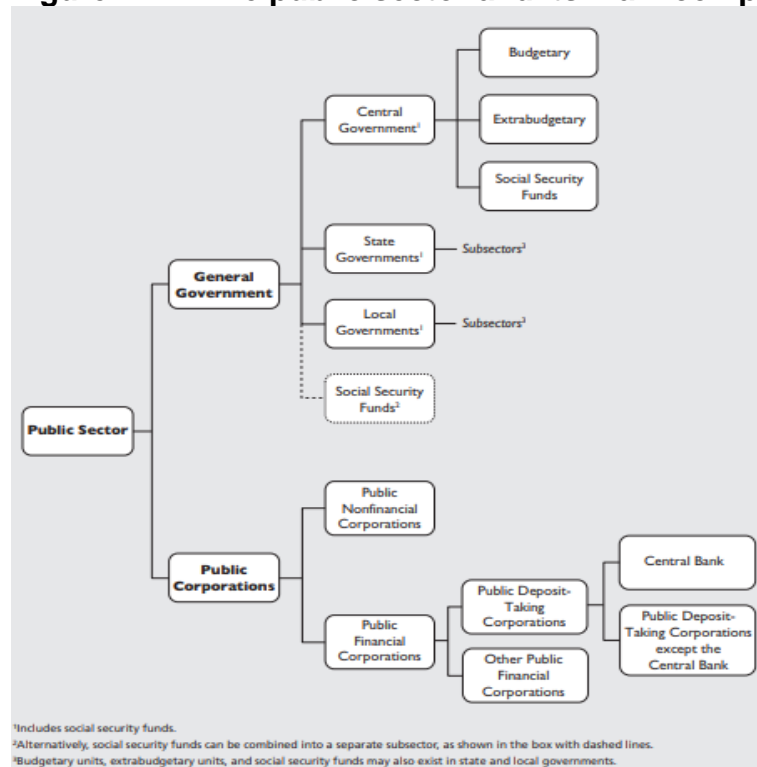 Budgetary
Central
Government¹
Extrabudgetary
Social Security
Funds
State
Governments¹
Subsectors³
General
Government
Local
Governments¹
Subsectors³
Social Security
Funds²
Public Sector
Public
Nonfinancial
Corporations
Public
Corporations
Central Bank
Public Deposit-
Taking
Corporations
Public
Financial
Corporations
Public Deposit-
Taking Corporations
except the
Central Bank
Other Public
Financial
Corporations
¹Includes social security funds.
²Alternatively, social security funds can be combined into a separate subsector, as shown in the box with dashed lines.
³Budgetary units, extrabudgetary units, and social security funds may also exist in state and local governments.